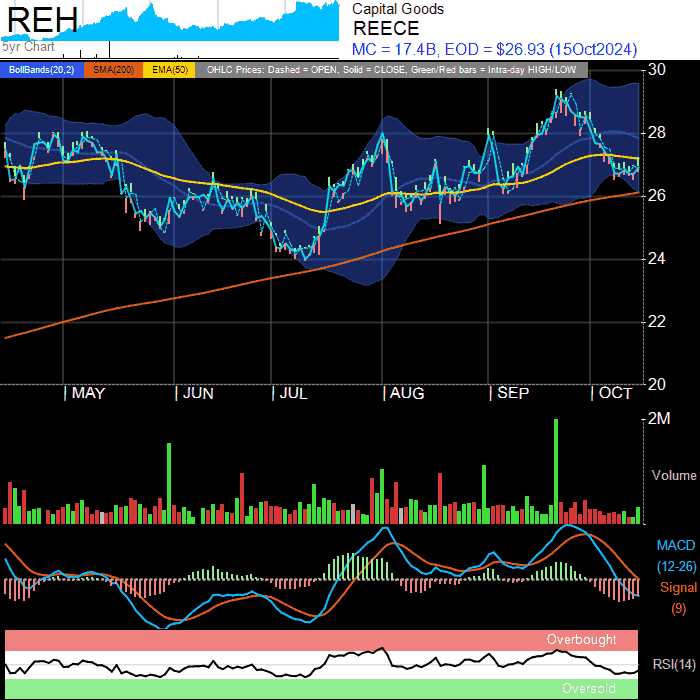 REH
5yr Chart
Capital Goods
REECE
MC = 17.4B, EOD = $26.93 (15Oct2024)
BollBands(20,2) SMA(200) EMA(50) OHLC Prices: Dashed = OPEN, Solid = CLOSE, Green/Red bars = Intra-day HIGH/LOW
30
28
26
24
22
20
MAY JUN JUL AUG SEP OCT
2M
Volume
MACD
(12-26)
Signal
(9)
Overbought
RSI(14)
Oversold